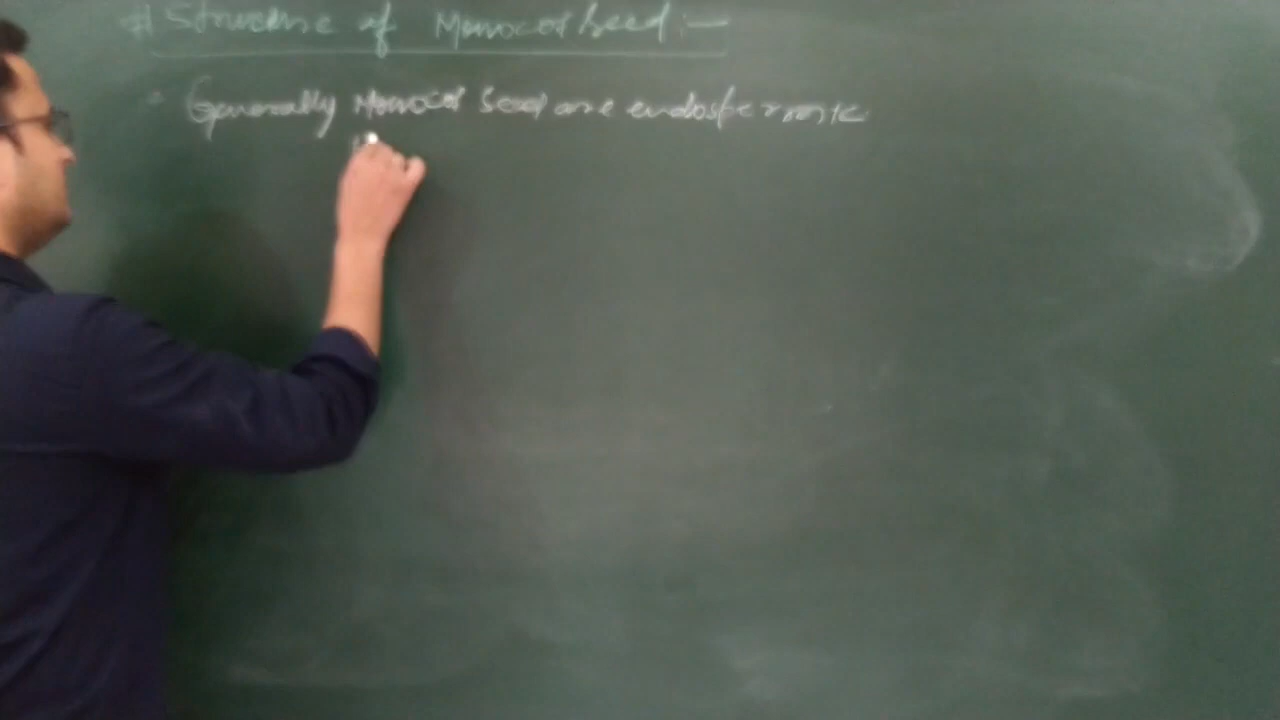 # Structure of Monocot Seed :-
Generally Monocot Seed are endospermic